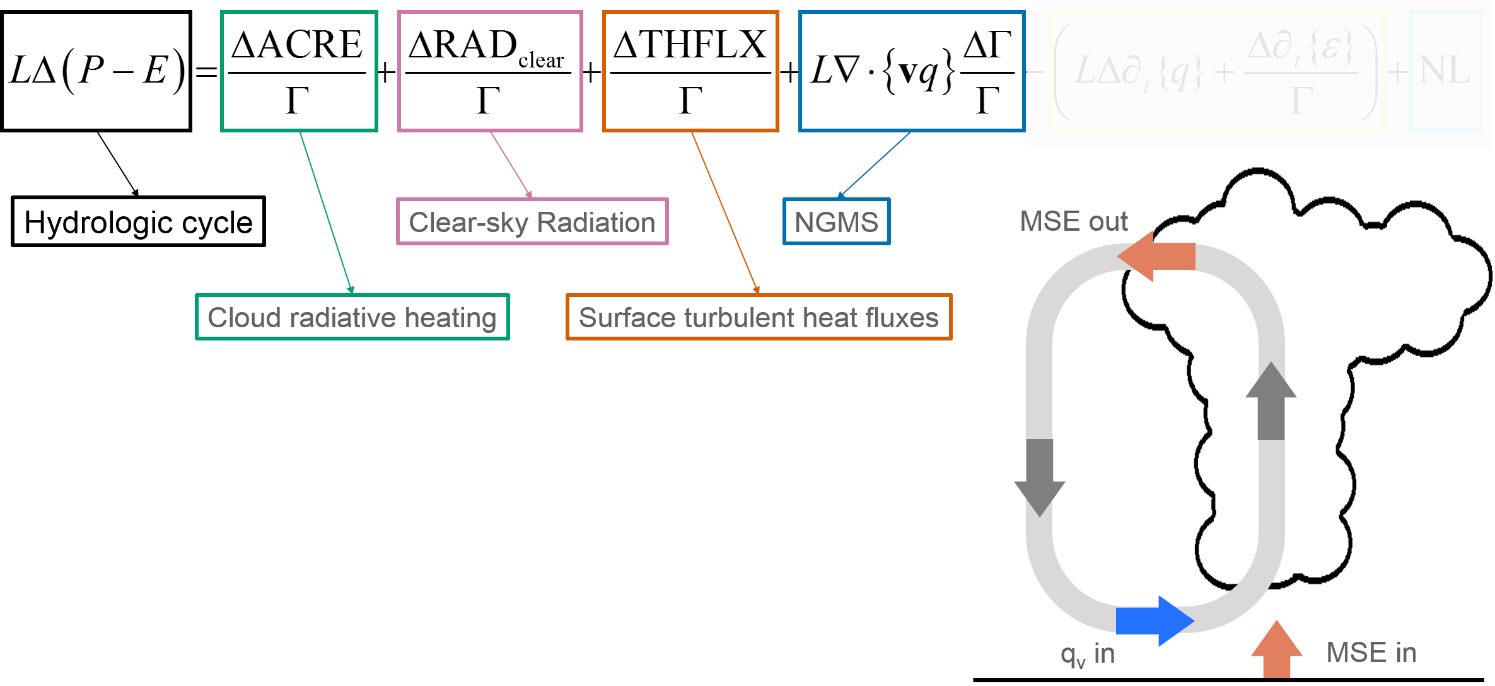 LΔ(P − E) = ΔACRE/Γ + ΔRAD_clear/Γ + ΔTHFLX/Γ + L∇·{vq} ΔΓ/Γ − (LΔ∂_t{q} + Δ∂_t{ε}/Γ) + NL
Hydrologic cycle
Clear-sky Radiation
NGMS
MSE out
Cloud radiative heating
Surface turbulent heat fluxes
q_v in
MSE in